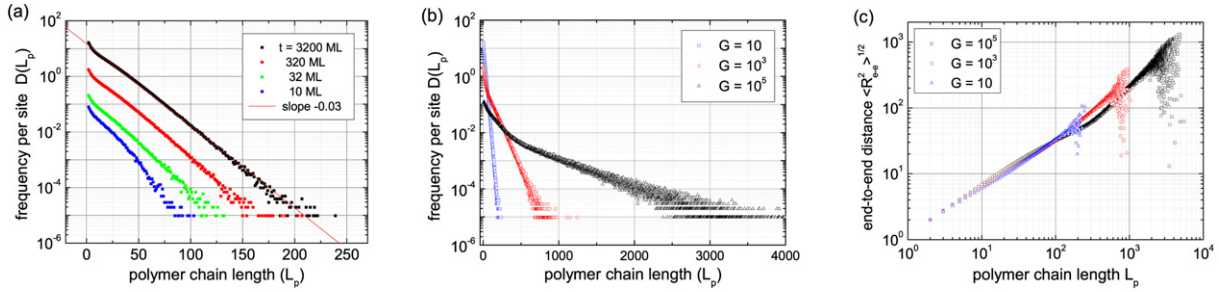 (a)
frequency per site D(Lₚ)
10²
10⁰
10⁻²
10⁻⁴
10⁻⁶
t = 3200 ML
320 ML
32 ML
10 ML
slope -0.03
0 50 100 150 200 250
polymer chain length (Lₚ)
(b)
frequency per site D(Lₚ)
10²
10⁰
10⁻²
10⁻⁴
10⁻⁶
G = 10
G = 10³
G = 10⁵
0 1000 2000 3000 4000
polymer chain length (Lₚ)
(c)
end-to-end distance <R²ₑ₋ₑ>¹ᐟ²
10³
10²
10¹
10⁰
G = 10⁵
G = 10³
G = 10
10⁰ 10¹ 10² 10³ 10⁴
polymer chain length Lₚ